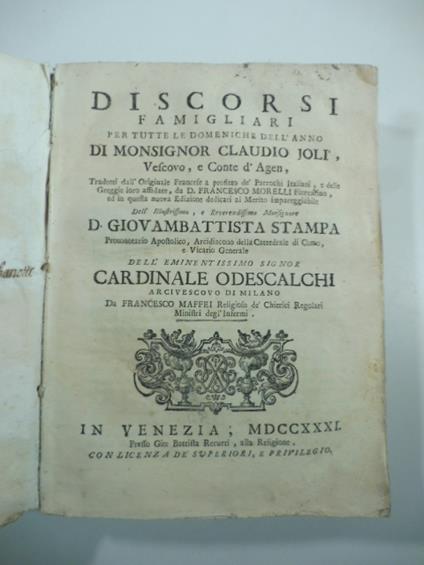 DISCORSI
FAMIGLIARI
PER TUTTE LE DOMENICHE DELL'ANNO
DI MONSIGNOR CLAUDIO JOLI',
Vescovo, e Conte d'Agen,
Tradotti dall'Originale Francese a profitto de' Parrochi Italiani, e delle
Greggie loro affidate, da D. FRANCESCO MORELLI Fiorentino,
ed in questa nuova Edizione dedicati al Merito impareggiabile
Dell' Illustrissimo, e Reverendissimo Monsignore
D. GIOVAMBATTISTA STAMPA
Protonotario Apostolico, Arcidiacono della Cattedrale di Como,
e Vicario Generale
DELL' EMINENTISSIMO SIGNOR
CARDINALE ODESCALCHI
ARCIVESCOVO DI MILANO
Da FRANCESCO MAFFEI Religioso de' Chierici Regolari
Ministri degl' Infermi.
IN VENEZIA; MDCCXXXI.
Presso Gio: Battista Recurti, alla Religione.
CON LICENZA DE SUPERIORI, E PRIVILEGIO.